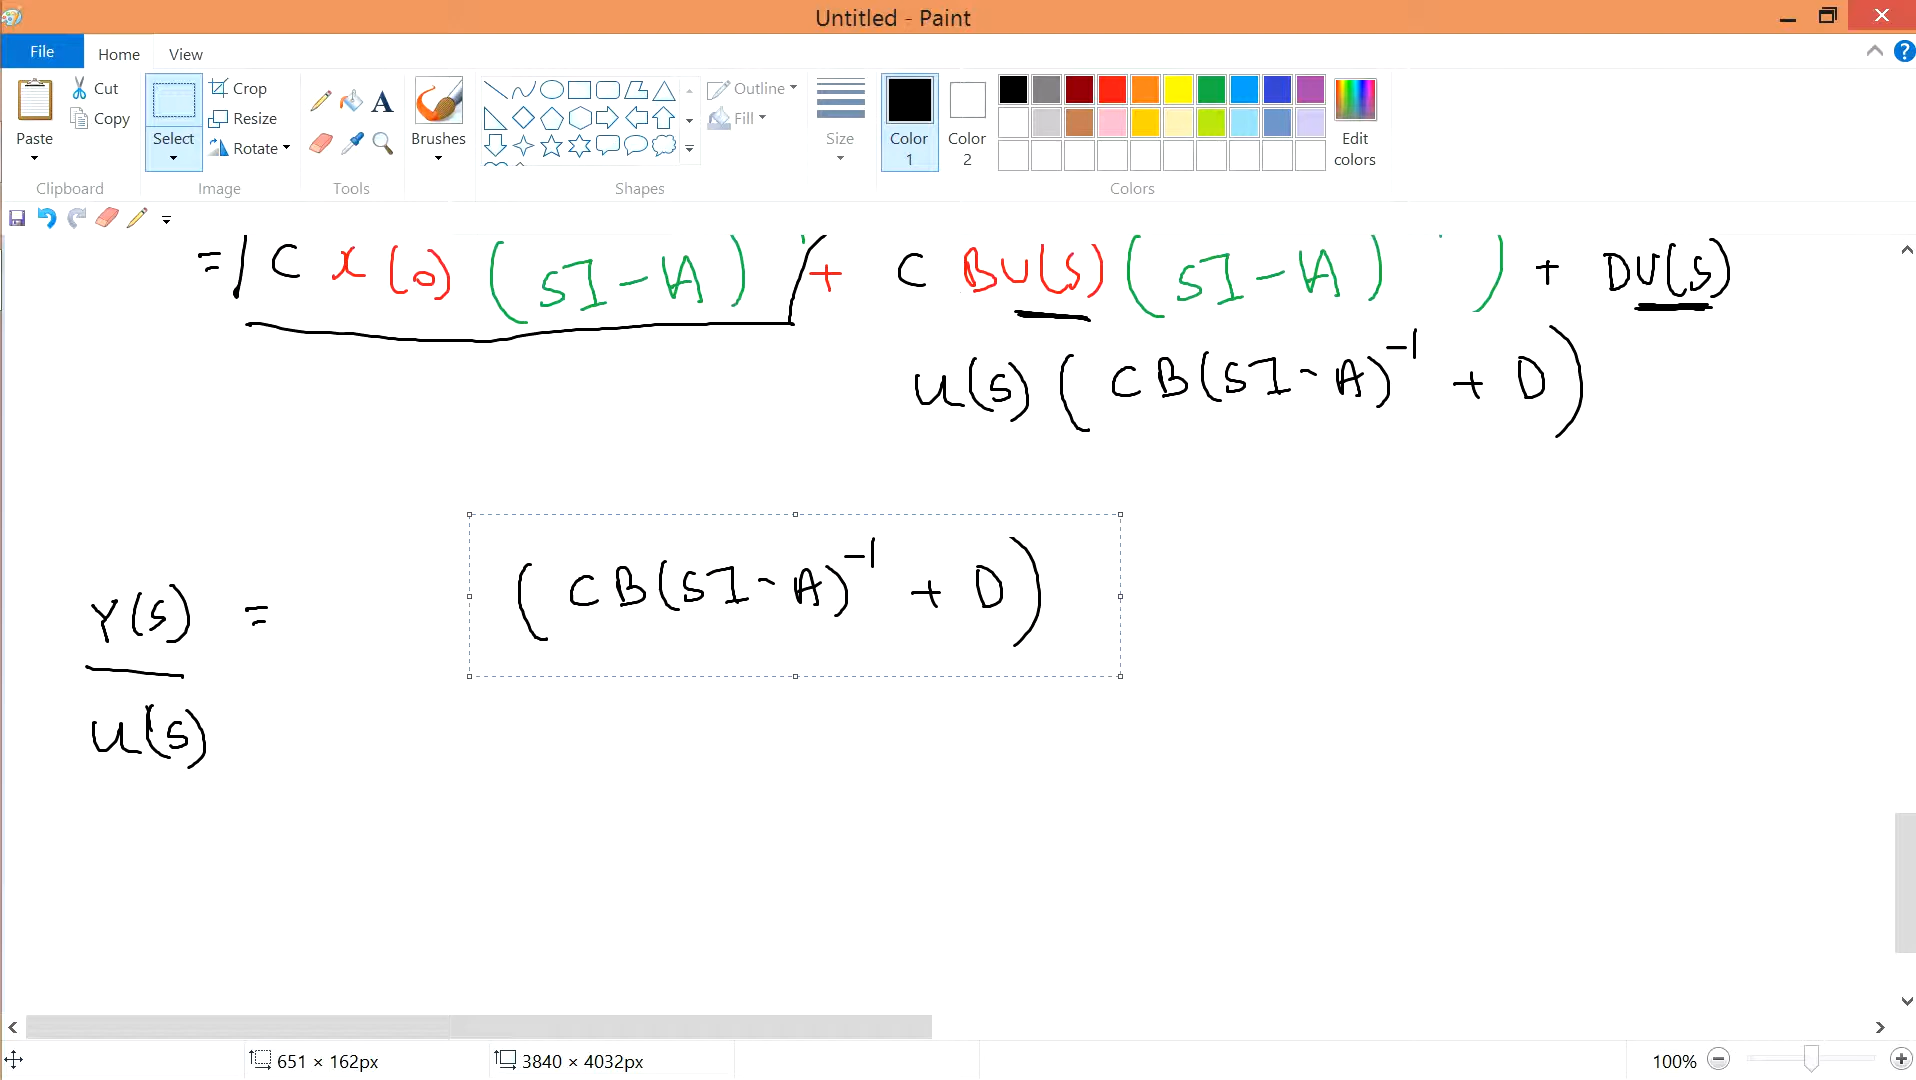 Untitled - Paint
File Home View
Paste Cut Copy Select Crop Resize Rotate Brushes Outline Fill Size Color 1 Color 2 Edit colors
Clipboard Image Tools Shapes Colors
= C x(0) (SI-A) + C BU(S) (SI-A) ) + DU(S)
U(S) ( CB(SI-A)⁻¹ + D )
( CB(SI-A)⁻¹ + D )
Y(S) =
U(S)
651 × 162px 3840 × 4032px 100%